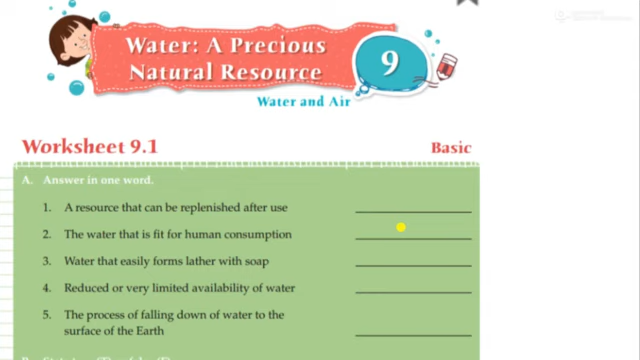 Water: A Precious
Natural Resource
9
Water and Air
Worksheet 9.1
Basic
A. Answer in one word.
1. A resource that can be replenished after use
2. The water that is fit for human consumption
3. Water that easily forms lather with soap
4. Reduced or very limited availability of water
5. The process of falling down of water to the
surface of the Earth